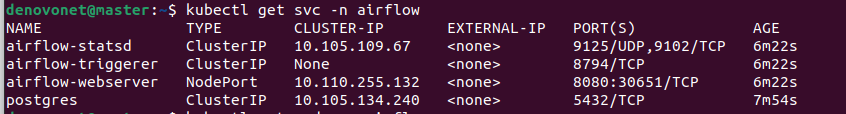 denovonet@master:~$ kubectl get svc -n airflow
NAME                TYPE        CLUSTER-IP       EXTERNAL-IP   PORT(S)             AGE
airflow-statsd      ClusterIP   10.105.109.67    <none>        9125/UDP,9102/TCP   6m22s
airflow-triggerer   ClusterIP   None             <none>        8794/TCP            6m22s
airflow-webserver   NodePort    10.110.255.132   <none>        8080:30651/TCP      6m22s
postgres            ClusterIP   10.105.134.240   <none>        5432/TCP            7m54s